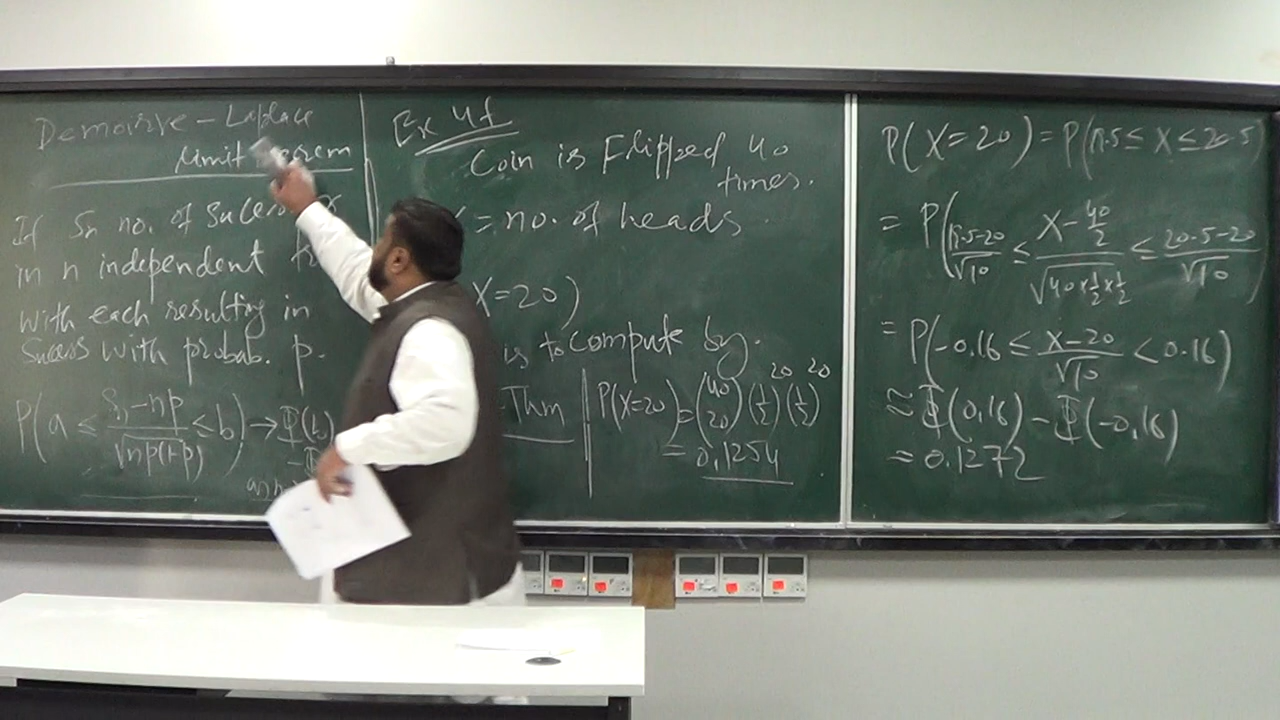 Demoirve - Laplace
limit
If Sn no. of
in n independent
with each resulting in
Success with probab. p.
P(a ≤ Sn-np/√np(1-p) ≤ b) → Φ(b)
Ex 4f
Coin is Flipped 40
times.
= no. of heads.
X=20)
is to compute by.
Thm
P(X=20) = (40 20)(1/2)^20 (1/2)^20
= 0.1254
P(X=20) = P(19.5 ≤ X ≤ 20.5)
= P(19.5-20/√10 ≤ X-40/2/√40×1/2×1/2 ≤ 20.5-20/√10)
= P(-0.16 ≤ X-20/√10 < 0.16)
≈ Φ(0.16) - Φ(-0.16)
≈ 0.1272